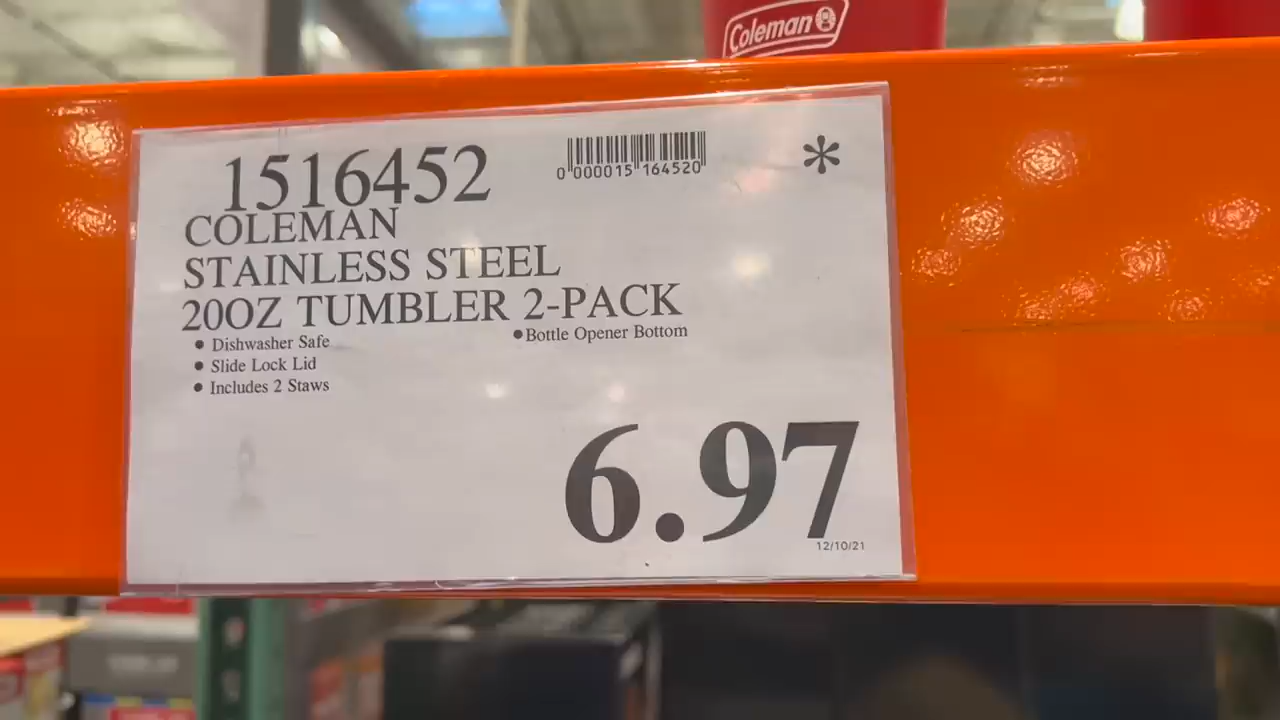 Coleman
1516452
0 000015 164520
*
COLEMAN
STAINLESS STEEL
20OZ TUMBLER 2-PACK
• Dishwasher Safe
• Bottle Opener Bottom
• Slide Lock Lid
• Includes 2 Staws
6.97
12/10/21